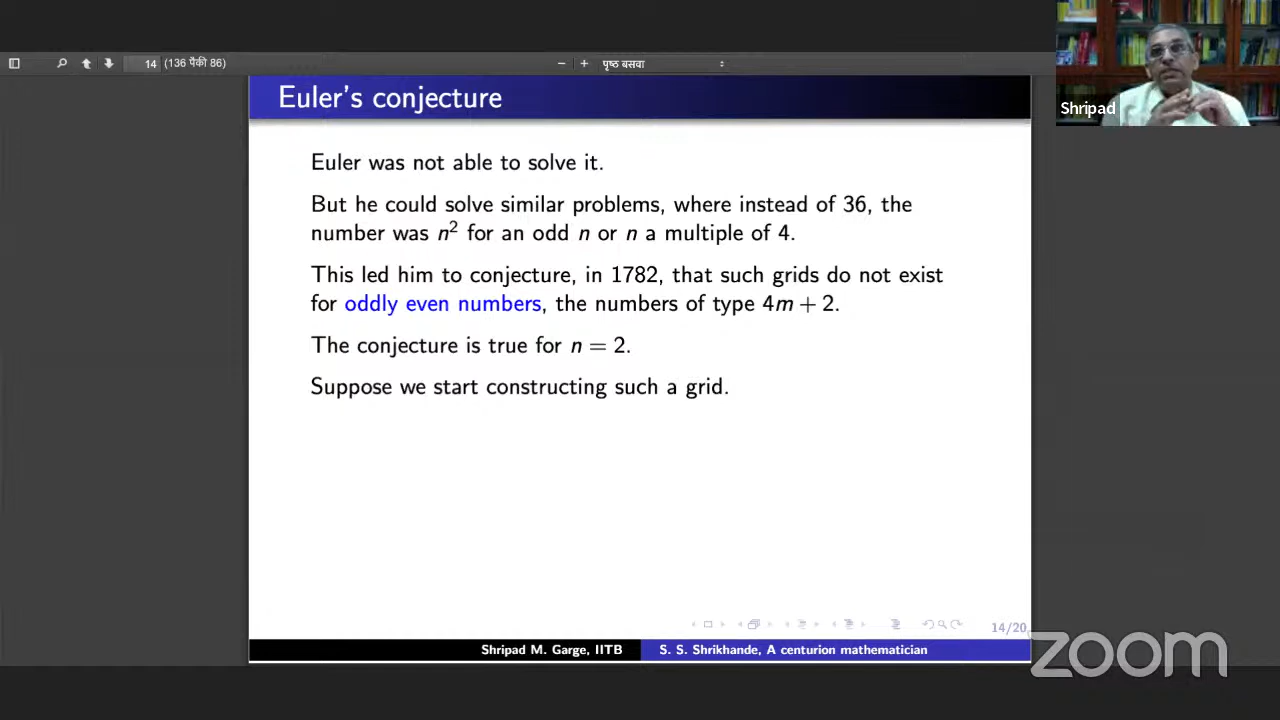 14 (136 पैकी 86)
पृष्ठ बसवा
Shripad
Euler's conjecture
Euler was not able to solve it.
But he could solve similar problems, where instead of 36, the
number was n² for an odd n or n a multiple of 4.
This led him to conjecture, in 1782, that such grids do not exist
for oddly even numbers, the numbers of type 4m + 2.
The conjecture is true for n = 2.
Suppose we start constructing such a grid.
14/20
Shripad M. Garge, IITB
S. S. Shrikhande, A centurion mathematician
zoom